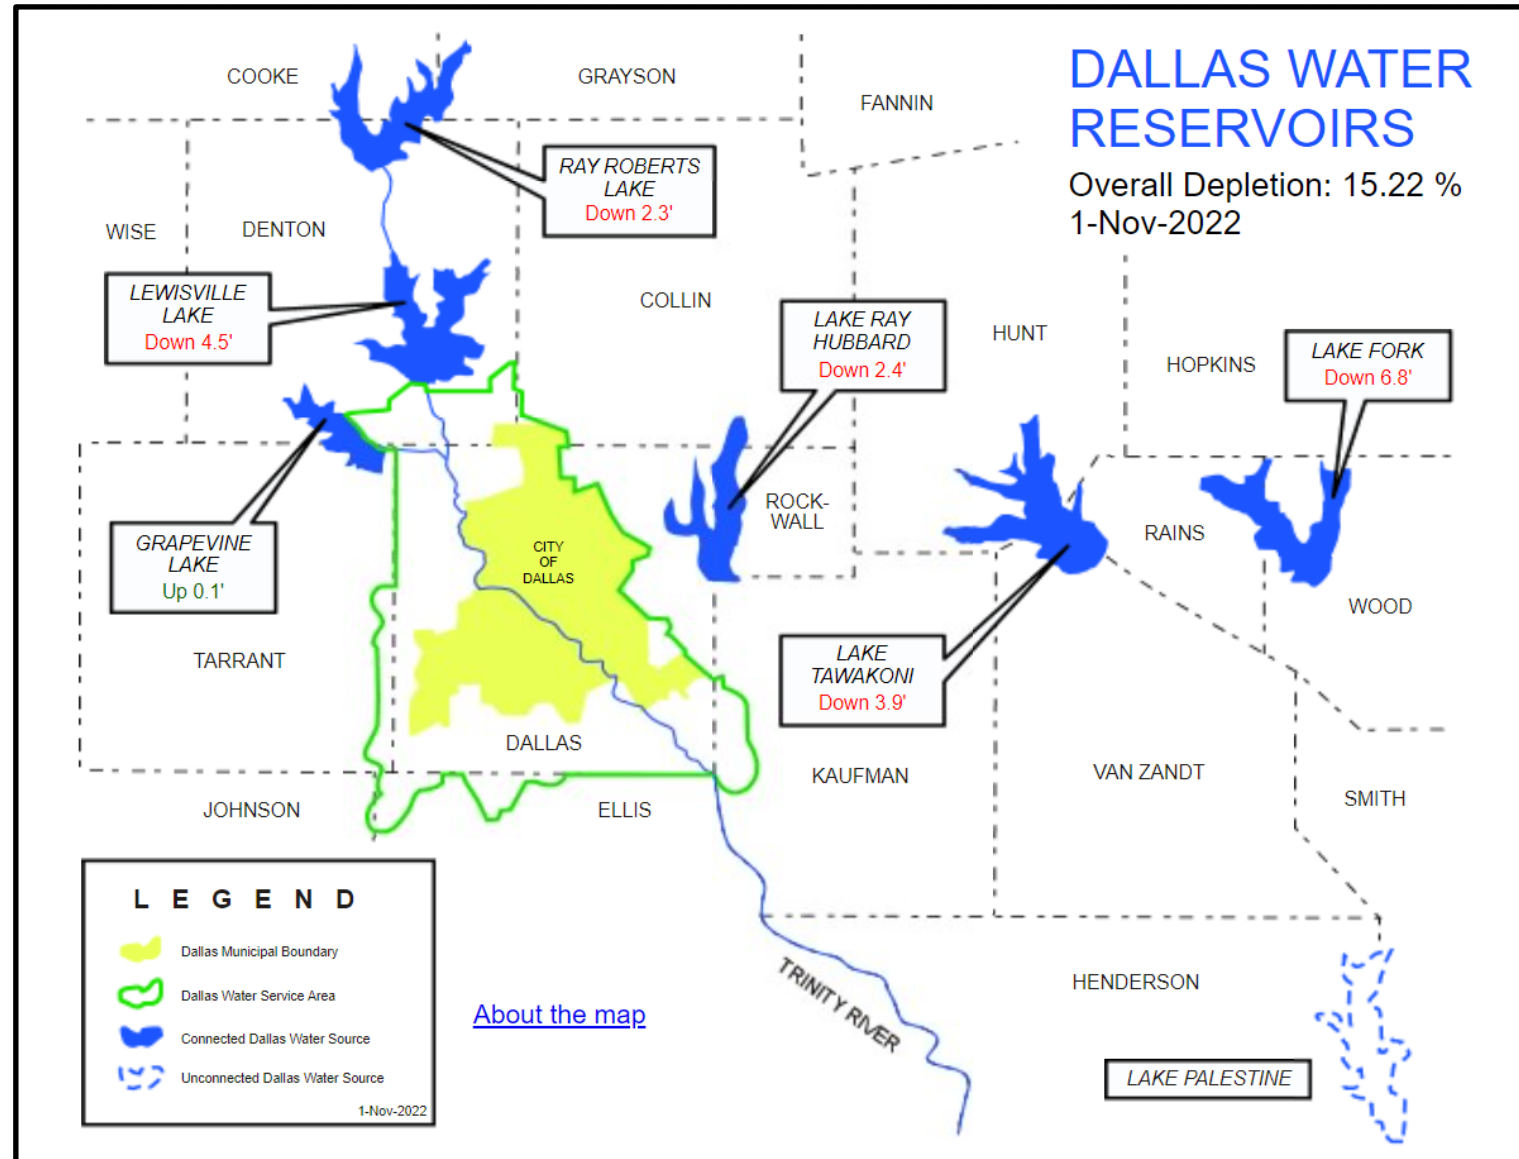 DALLAS WATER
RESERVOIRS
Overall Depletion: 15.22 %
1-Nov-2022
COOKE
GRAYSON
FANNIN
RAY ROBERTS
LAKE
Down 2.3'
WISE
DENTON
LEWISVILLE
LAKE
Down 4.5'
COLLIN
LAKE RAY
HUBBARD
Down 2.4'
HUNT
HOPKINS
LAKE FORK
Down 6.8'
GRAPEVINE
LAKE
Up 0.1'
CITY
OF
DALLAS
ROCK-
WALL
RAINS
WOOD
TARRANT
LAKE
TAWAKONI
Down 3.9'
DALLAS
KAUFMAN
VAN ZANDT
SMITH
JOHNSON
ELLIS
L E G E N D
Dallas Municipal Boundary
Dallas Water Service Area
Connected Dallas Water Source
Unconnected Dallas Water Source
1-Nov-2022
About the map
TRINITY RIVER
HENDERSON
LAKE PALESTINE